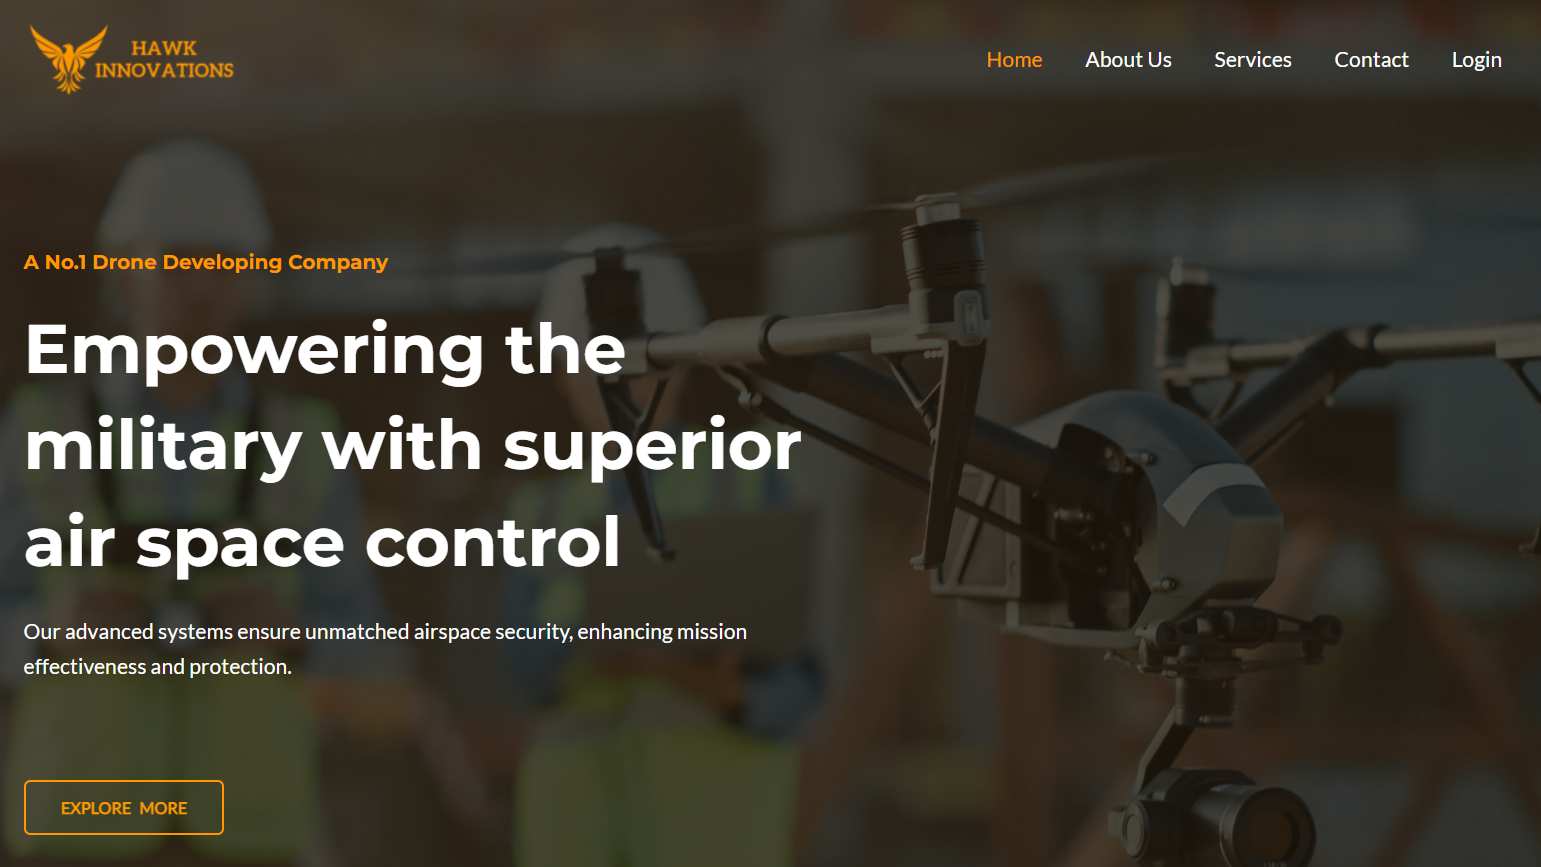 HAWK
INNOVATIONS
Home About Us Services Contact Login
A No.1 Drone Developing Company
Empowering the
military with superior
air space control
Our advanced systems ensure unmatched airspace security, enhancing mission
effectiveness and protection.
EXPLORE MORE